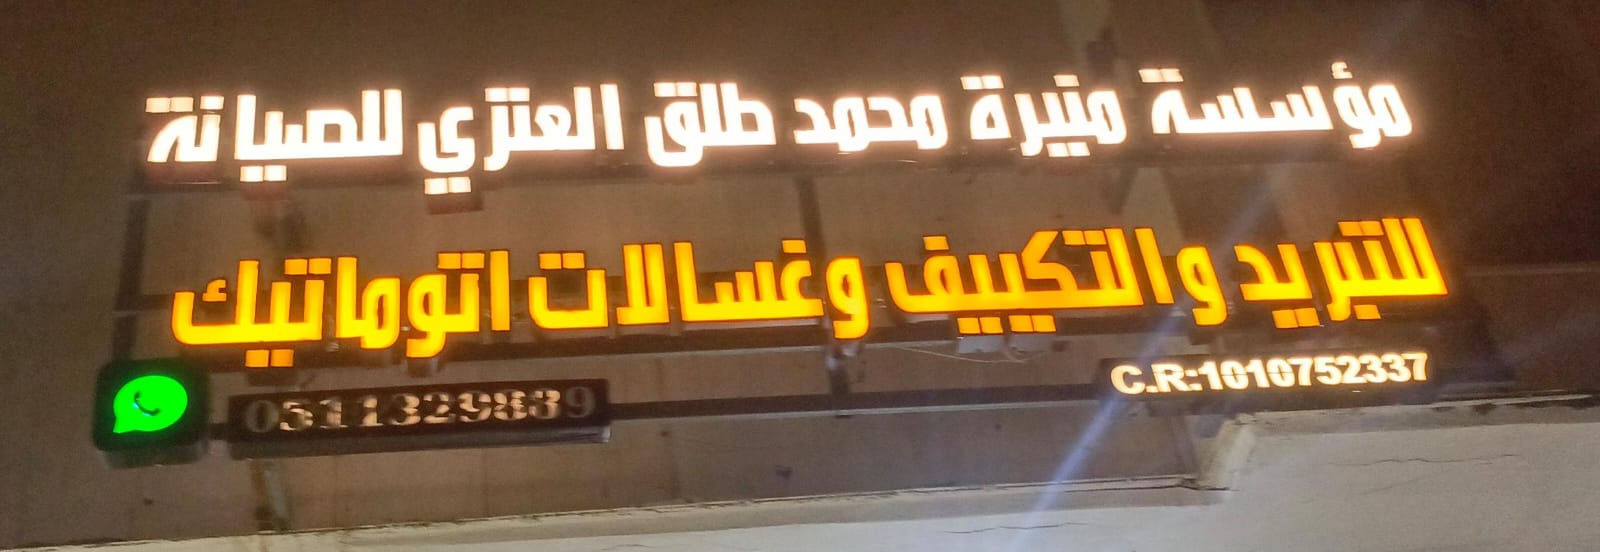 مؤسسة منيرة محمد طلق العنزي للصيانة
للتبريد والتكييف وغسالات اتوماتيك
C.R:1010752337
0511329839